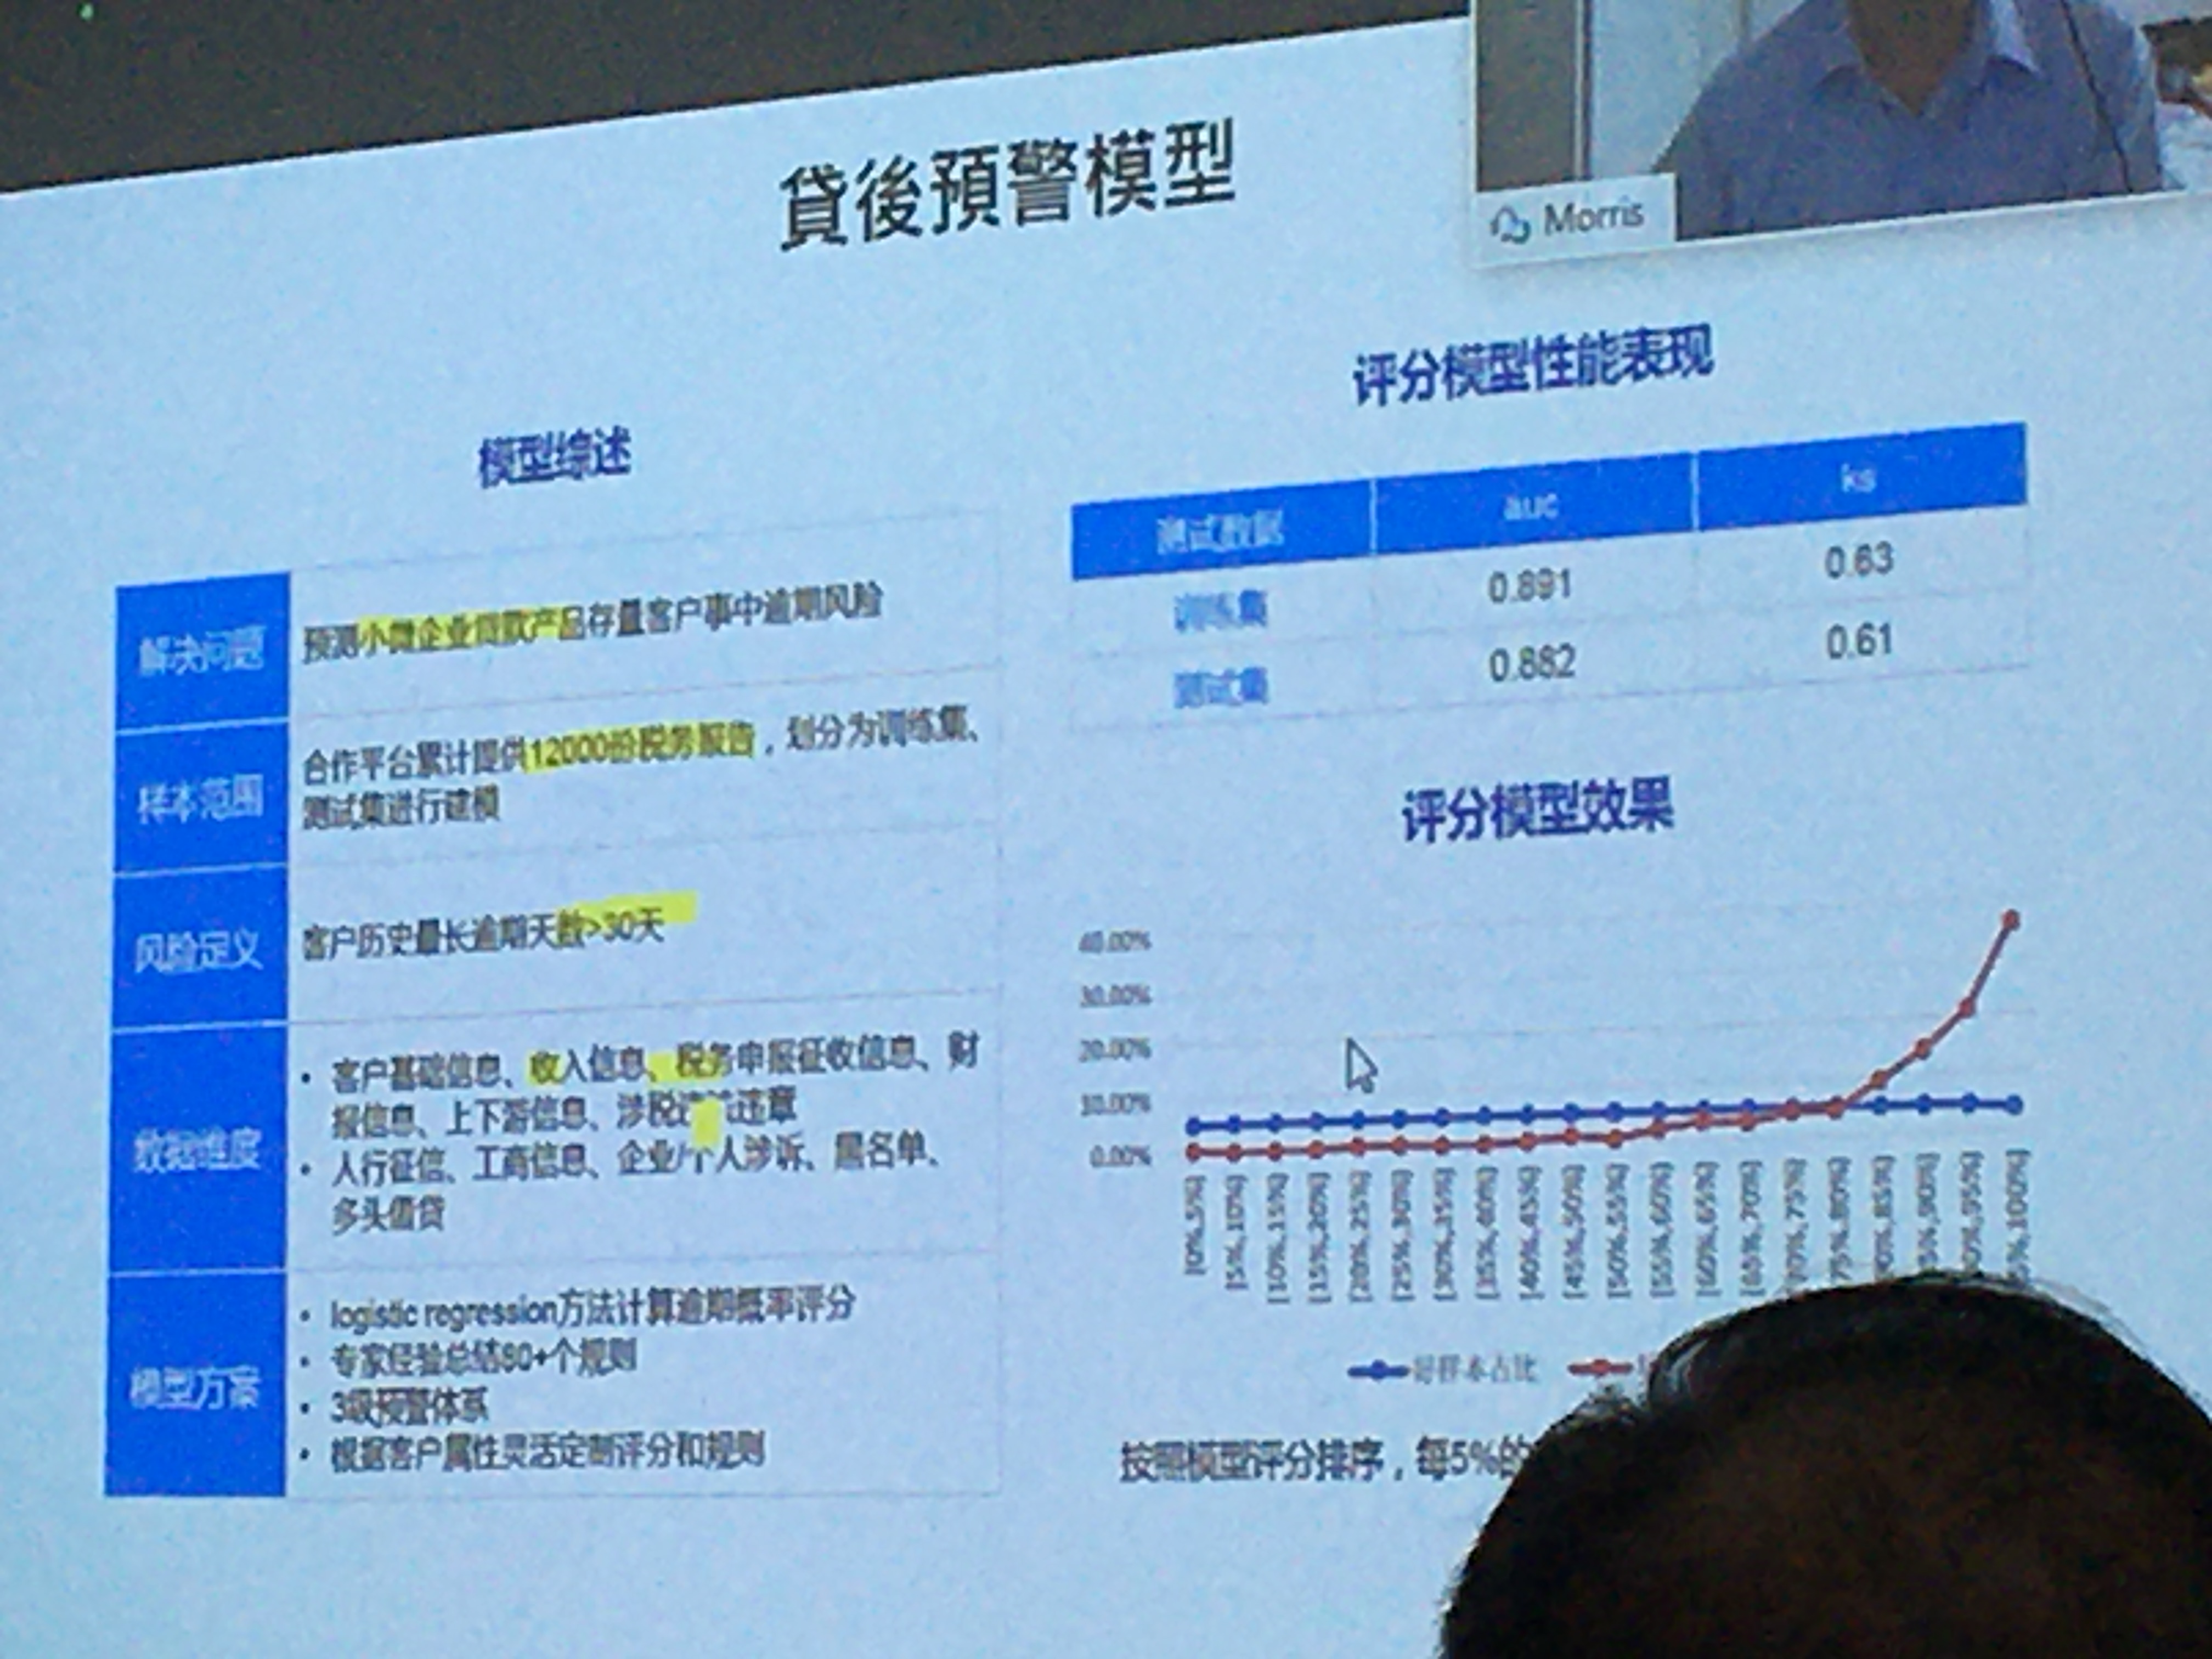 貸後預警模型
Morris
模型综述
解决问题
预测小微企业贷款产品存量客户事中逾期风险
样本范围
合作平台累计提供12000份税务报告，划分为训练集、
测试集进行建模
风险定义
客户历史最长逾期天数>30天
数据维度
• 客户基础信息、收入信息、税务申报征收信息、财
报信息、上下游信息、涉税违法违章
• 人行征信、工商信息、企业/个人涉诉、黑名单、
多头借贷
模型方案
• logistic regression方法计算逾期概率评分
• 专家经验总结80+个规则
• 3级预警体系
• 根据客户属性灵活定制评分和规则
评分模型性能表现
测试数据 auc ks
训练集 0.891 0.63
测试集 0.882 0.61
评分模型效果
40.00%
30.00%
20.00%
10.00%
0.00%
[0%,5%] [5%,10%] [10%,15%] [15%,20%] [20%,25%] [25%,30%] [30%,35%] [35%,40%] [40%,45%] [45%,50%] [50%,55%] [55%,60%] [60%,65%] [65%,70%] 70%,75%] 75%,80%] 80%,85%] 5%,90%] 0%,95%] 5%,100%]
好样本占比
按照模型评分排序，每5%的